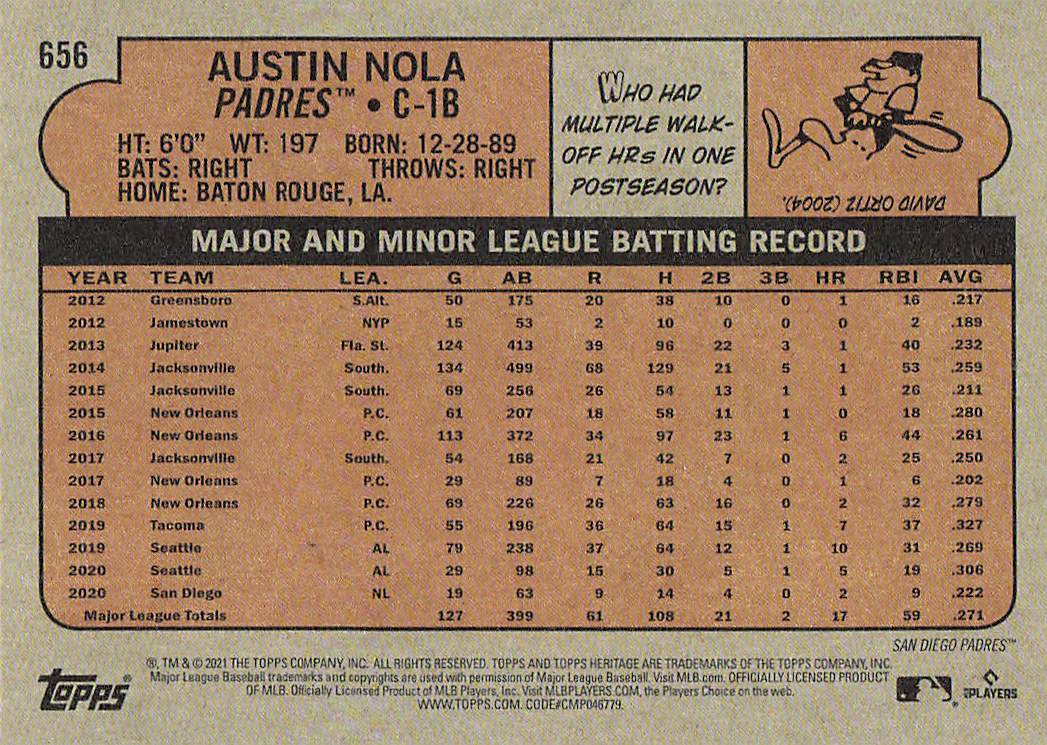 656
AUSTIN NOLA
PADRES™ • C-1B
HT: 6'0" WT: 197 BORN: 12-28-89
BATS: RIGHT THROWS: RIGHT
HOME: BATON ROUGE, LA.
WHO HAD
MULTIPLE WALK-
OFF HRs IN ONE
POSTSEASON?
DAVID ORTIZ (2004).
MAJOR AND MINOR LEAGUE BATTING RECORD
YEAR TEAM LEA. G AB R H 2B 3B HR RBI AVG
2012 Greensboro S.Alt. 50 175 20 38 10 0 1 16 .217
2012 Jamestown NYP 15 53 2 10 0 0 0 2 .189
2013 Jupiter Fla. St. 124 413 39 96 22 3 1 40 .232
2014 Jacksonville South. 134 499 68 129 21 5 1 53 .259
2015 Jacksonville South. 69 256 26 54 13 1 1 26 .211
2015 New Orleans P.C. 61 207 18 58 11 1 0 18 .280
2016 New Orleans P.C. 113 372 34 97 23 1 6 44 .261
2017 Jacksonville South. 54 168 21 42 7 0 2 25 .250
2017 New Orleans P.C. 29 89 7 18 4 0 1 6 .202
2018 New Orleans P.C. 69 226 26 63 16 0 2 32 .279
2019 Tacoma P.C. 55 196 36 64 15 1 7 37 .327
2019 Seattle AL 79 238 37 64 12 1 10 31 .269
2020 Seattle AL 29 98 15 30 5 1 5 19 .306
2020 San Diego NL 19 63 9 14 4 0 2 9 .222
Major League Totals 127 399 61 108 21 2 17 59 .271
SAN DIEGO PADRES™
®, TM & © 2021 THE TOPPS COMPANY, INC. ALL RIGHTS RESERVED. TOPPS AND TOPPS HERITAGE ARE TRADEMARKS OF THE TOPPS COMPANY, INC.
Major League Baseball trademarks and copyrights are used with permission of Major League Baseball. Visit MLB.com. OFFICIALLY LICENSED PRODUCT
OF MLB. Officially Licensed Product of MLB Players, Inc. Visit MLBPLAYERS.COM, the Players Choice on the web.
WWW.TOPPS.COM. CODE#CMP046779.
topps®
®
MLBPLAYERS